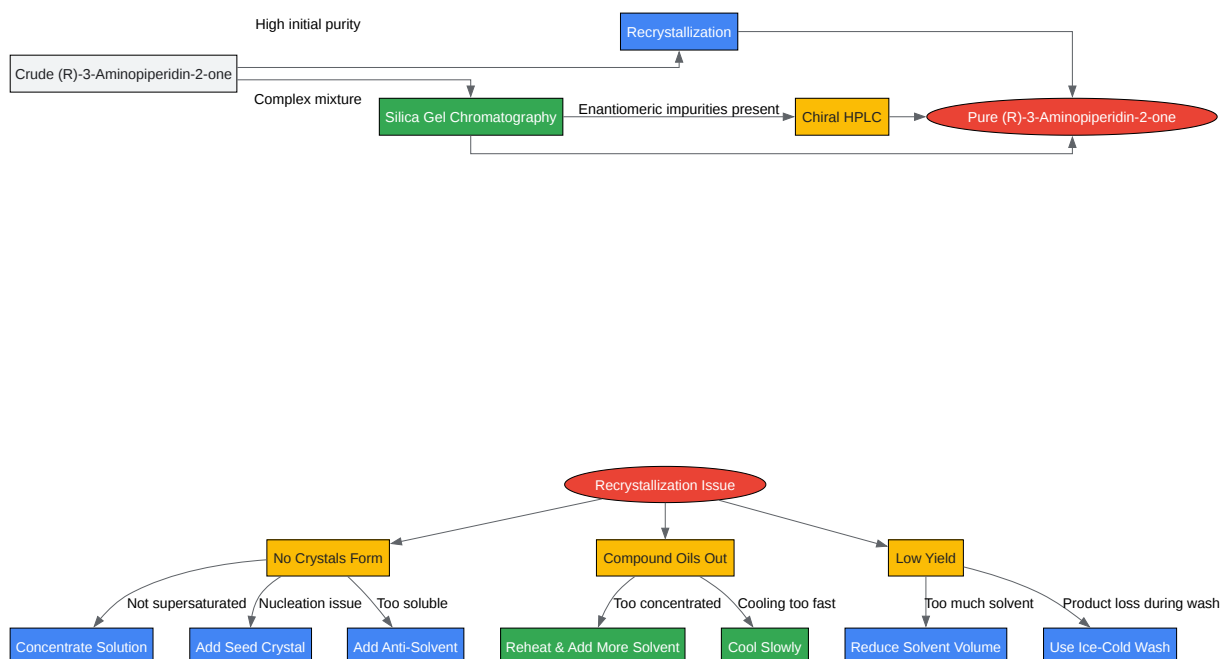 High initial purity
Recrystallization
Crude (R)-3-Aminopiperidin-2-one
Complex mixture
Silica Gel Chromatography
Enantiomeric impurities present
Chiral HPLC
Pure (R)-3-Aminopiperidin-2-one
Recrystallization Issue
No Crystals Form
Compound Oils Out
Low Yield
Not supersaturated
Nucleation issue
Too soluble
Too concentrated
Cooling too fast
Too much solvent
Product loss during wash
Concentrate Solution
Add Seed Crystal
Add Anti-Solvent
Reheat & Add More Solvent
Cool Slowly
Reduce Solvent Volume
Use Ice-Cold Wash